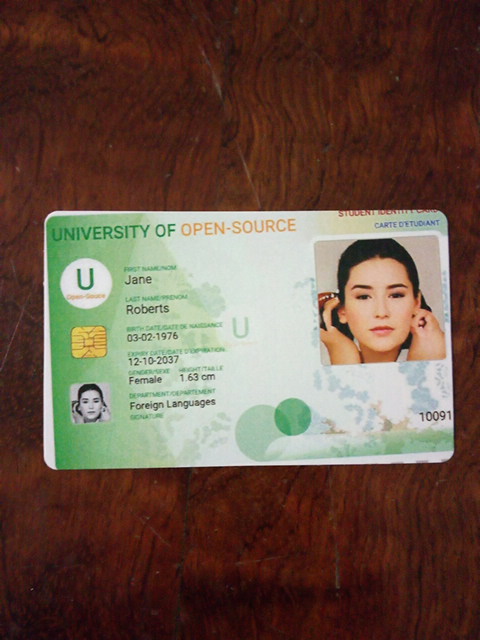 STUDENT IDENTITY CARD
UNIVERSITY OF OPEN-SOURCE
CARTE D'ETUDIANT
U
Open-Source
FIRST NAME/NOM
Jane
LAST NAME/PRENOM
Roberts
BIRTH DATE/DATE DE NAISSANCE
03-02-1976
U
EXPIRY DATE/DATE D'EXPIRATION
12-10-2037
GENDER/SEXE HEIGHT/TAILLE
Female 1.63 cm
DEPARTMENT/DEPARTEMENT
Foreign Languages
SIGNATURE
10091